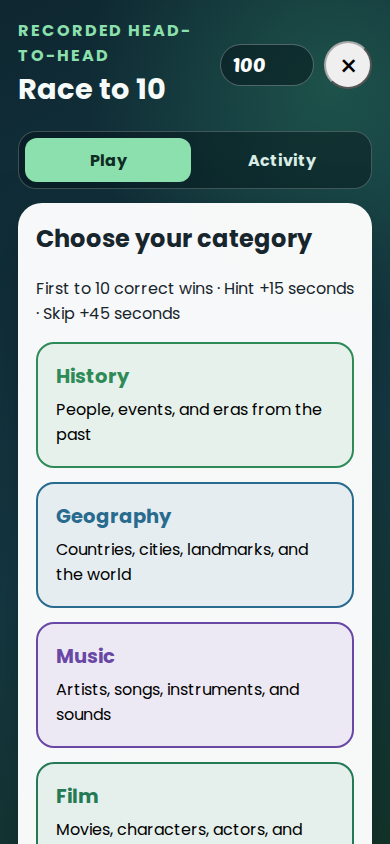 RECORDED HEAD-
TO-HEAD
Race to 10
100
×
Play
Activity
Choose your category
First to 10 correct wins · Hint +15 seconds
· Skip +45 seconds
History
People, events, and eras from the
past
Geography
Countries, cities, landmarks, and
the world
Music
Artists, songs, instruments, and
sounds
Film
Movies, characters, actors, and